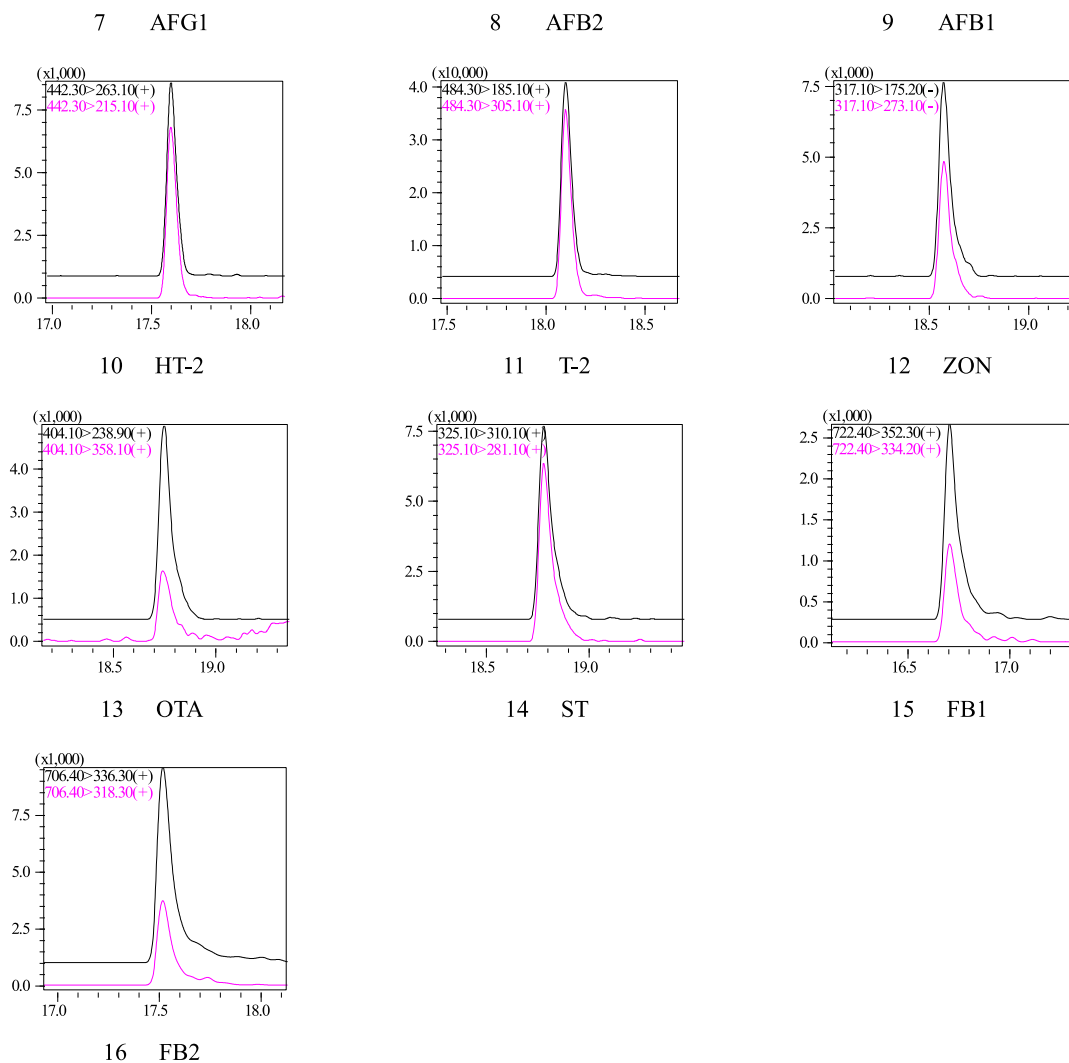 7 AFG1
8 AFB2
9 AFB1
(x1,000)
442.30>263.10(+)
442.30>215.10(+)
7.5
5.0
2.5
0.0
17.0 17.5 18.0
10 HT-2
(x10,000)
484.30>185.10(+)
484.30>305.10(+)
4.0
3.0
2.0
1.0
0.0
17.5 18.0 18.5
11 T-2
(x1,000)
317.10>175.20(-)
317.10>273.10(-)
7.5
5.0
2.5
0.0
18.5 19.0
12 ZON
(x1,000)
404.10>238.90(+)
404.10>358.10(+)
4.0
3.0
2.0
1.0
0.0
18.5 19.0
13 OTA
(x1,000)
325.10>310.10(+)
325.10>281.10(+)
7.5
5.0
2.5
0.0
18.5 19.0
14 ST
(x1,000)
722.40>352.30(+)
722.40>334.20(+)
2.5
2.0
1.5
1.0
0.5
0.0
16.5 17.0
15 FB1
(x1,000)
706.40>336.30(+)
706.40>318.30(+)
7.5
5.0
2.5
0.0
17.0 17.5 18.0
16 FB2